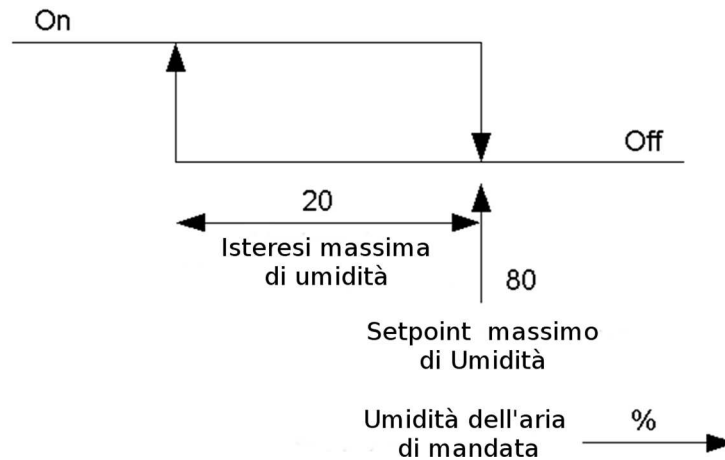 On
Off
20
Isteresi massima
di umidità
80
Setpoint massimo
di Umidità
Umidità dell'aria
di mandata
%